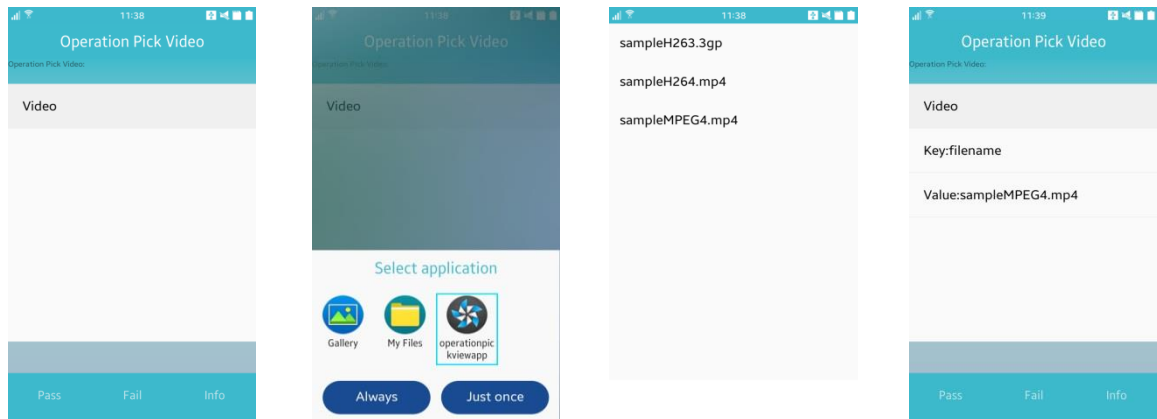 11:38
Operation Pick Video
Operation Pick Video:
Video
Pass Fail Info
11:38
Operation Pick Video
Operation Pick Video:
Video
Select application
Gallery
My Files
operationpic
kviewapp
Always Just once
11:38
sampleH263.3gp
sampleH264.mp4
sampleMPEG4.mp4
11:39
Operation Pick Video
Operation Pick Video:
Video
Key:filename
Value:sampleMPEG4.mp4
Pass Fail Info